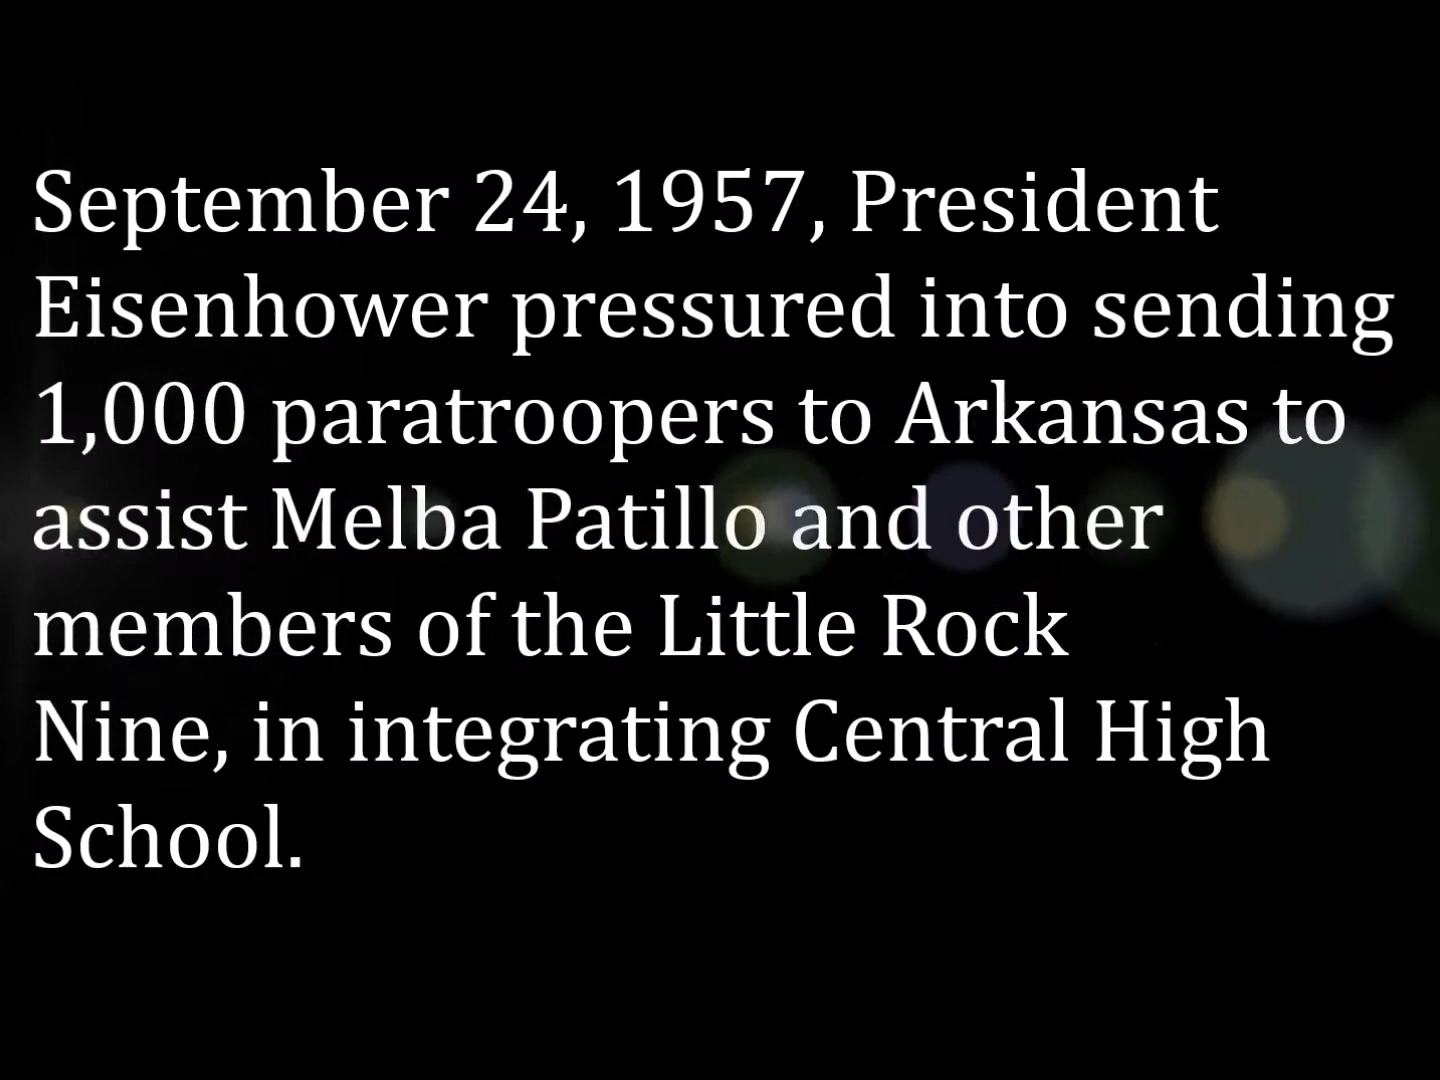 September 24, 1957, President
Eisenhower pressured into sending
1,000 paratroopers to Arkansas to
assist Melba Patillo and other
members of the Little Rock
Nine, in integrating Central High
School.